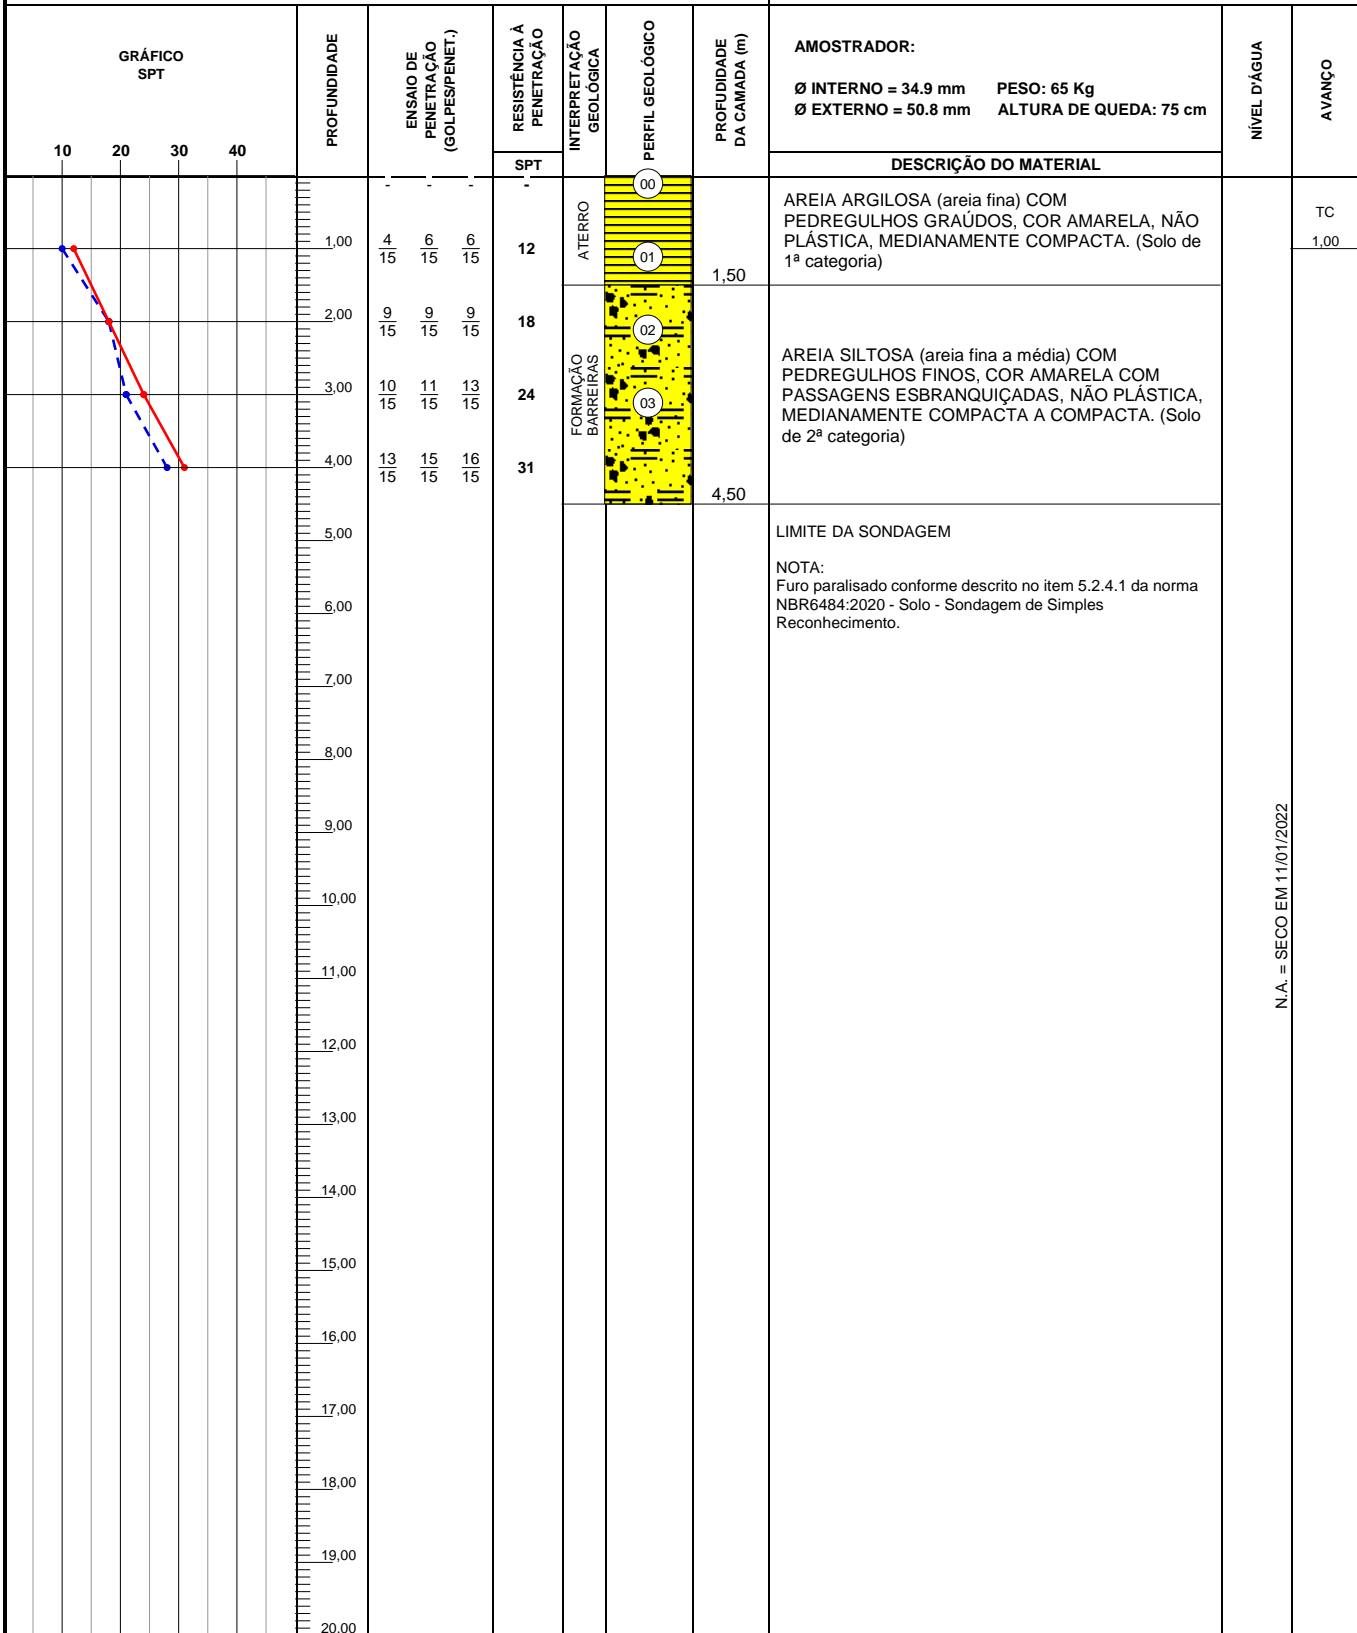 GRÁFICO
SPT
10 20 30 40
PROFUNDIDADE
ENSAIO DE
PENETRAÇÃO
(GOLPES/PENET.)
RESISTÊNCIA À
PENETRAÇÃO
SPT
INTERPRETAÇÃO
GEOLÓGICA
PERFIL GEOLÓGICO
PROFUDIDADE
DA CAMADA (m)
AMOSTRADOR:
Ø INTERNO = 34.9 mm PESO: 65 Kg
Ø EXTERNO = 50.8 mm ALTURA DE QUEDA: 75 cm
DESCRIÇÃO DO MATERIAL
NÍVEL D'ÁGUA
AVANÇO
- - - -
00
ATERRO
AREIA ARGILOSA (areia fina) COM
PEDREGULHOS GRAÚDOS, COR AMARELA, NÃO
PLÁSTICA, MEDIANAMENTE COMPACTA. (Solo de
1ª categoria)
TC
1,00
1,00
4 6 6
15 15 15
12
01
1,50
2,00
9 9 9
15 15 15
18
02
FORMAÇÃO
BARREIRAS
AREIA SILTOSA (areia fina a média) COM
PEDREGULHOS FINOS, COR AMARELA COM
PASSAGENS ESBRANQUIÇADAS, NÃO PLÁSTICA,
MEDIANAMENTE COMPACTA A COMPACTA. (Solo
de 2ª categoria)
3,00
10 11 13
15 15 15
24
03
4,00
13 15 16
15 15 15
31
4,50
5,00
LIMITE DA SONDAGEM
NOTA:
Furo paralisado conforme descrito no item 5.2.4.1 da norma
NBR6484:2020 - Solo - Sondagem de Simples
Reconhecimento.
6,00
7,00
8,00
9,00
10,00
11,00
12,00
13,00
14,00
15,00
16,00
17,00
18,00
19,00
20,00
N.A. = SECO EM 11/01/2022